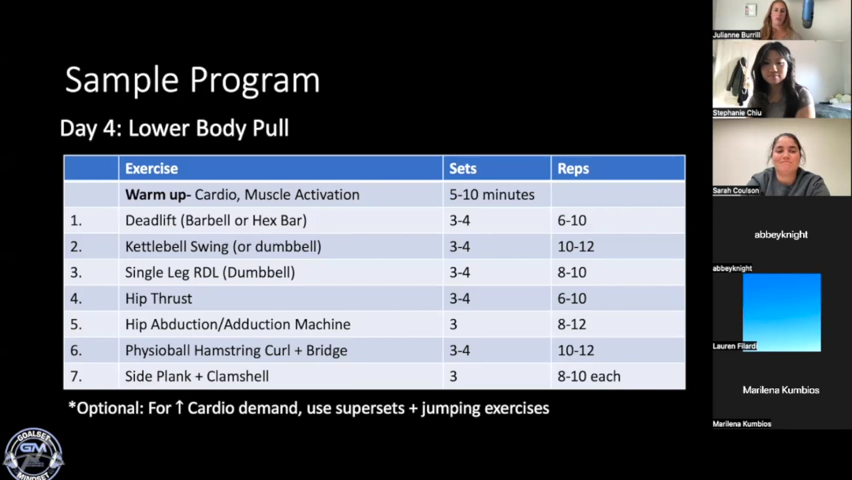 Sample Program
Day 4: Lower Body Pull
Exercise Sets Reps
Warm up- Cardio, Muscle Activation 5-10 minutes
1. Deadlift (Barbell or Hex Bar) 3-4 6-10
2. Kettlebell Swing (or dumbbell) 3-4 10-12
3. Single Leg RDL (Dumbbell) 3-4 8-10
4. Hip Thrust 3-4 6-10
5. Hip Abduction/Adduction Machine 3 8-12
6. Physioball Hamstring Curl + Bridge 3-4 10-12
7. Side Plank + Clamshell 3 8-10 each
*Optional: For ↑ Cardio demand, use supersets + jumping exercises
GOALSET
GM
MINDSET
Julianne Burrill
Stephanie Chiu
Sarah Coulson
abbeyknight
abbeyknight
Lauren Filardi
Marilena Kumbios
Marilena Kumbios